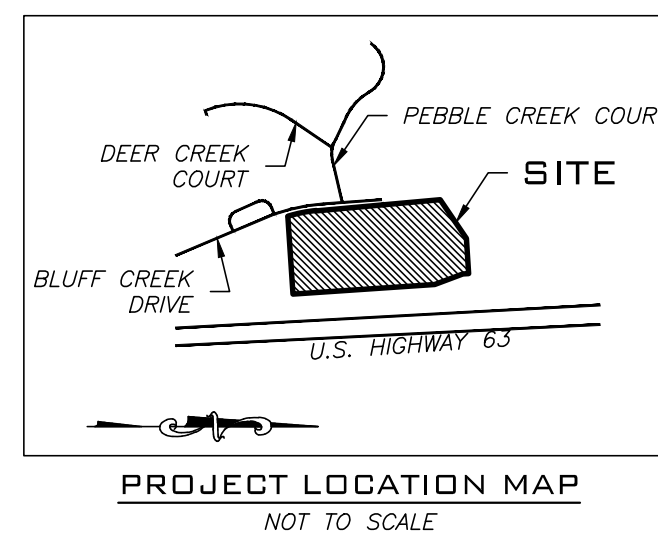 PEBBLE CREEK COUR
DEER CREEK
COURT
SITE
BLUFF CREEK
DRIVE
U.S. HIGHWAY 63
PROJECT LOCATION MAP
NOT TO SCALE